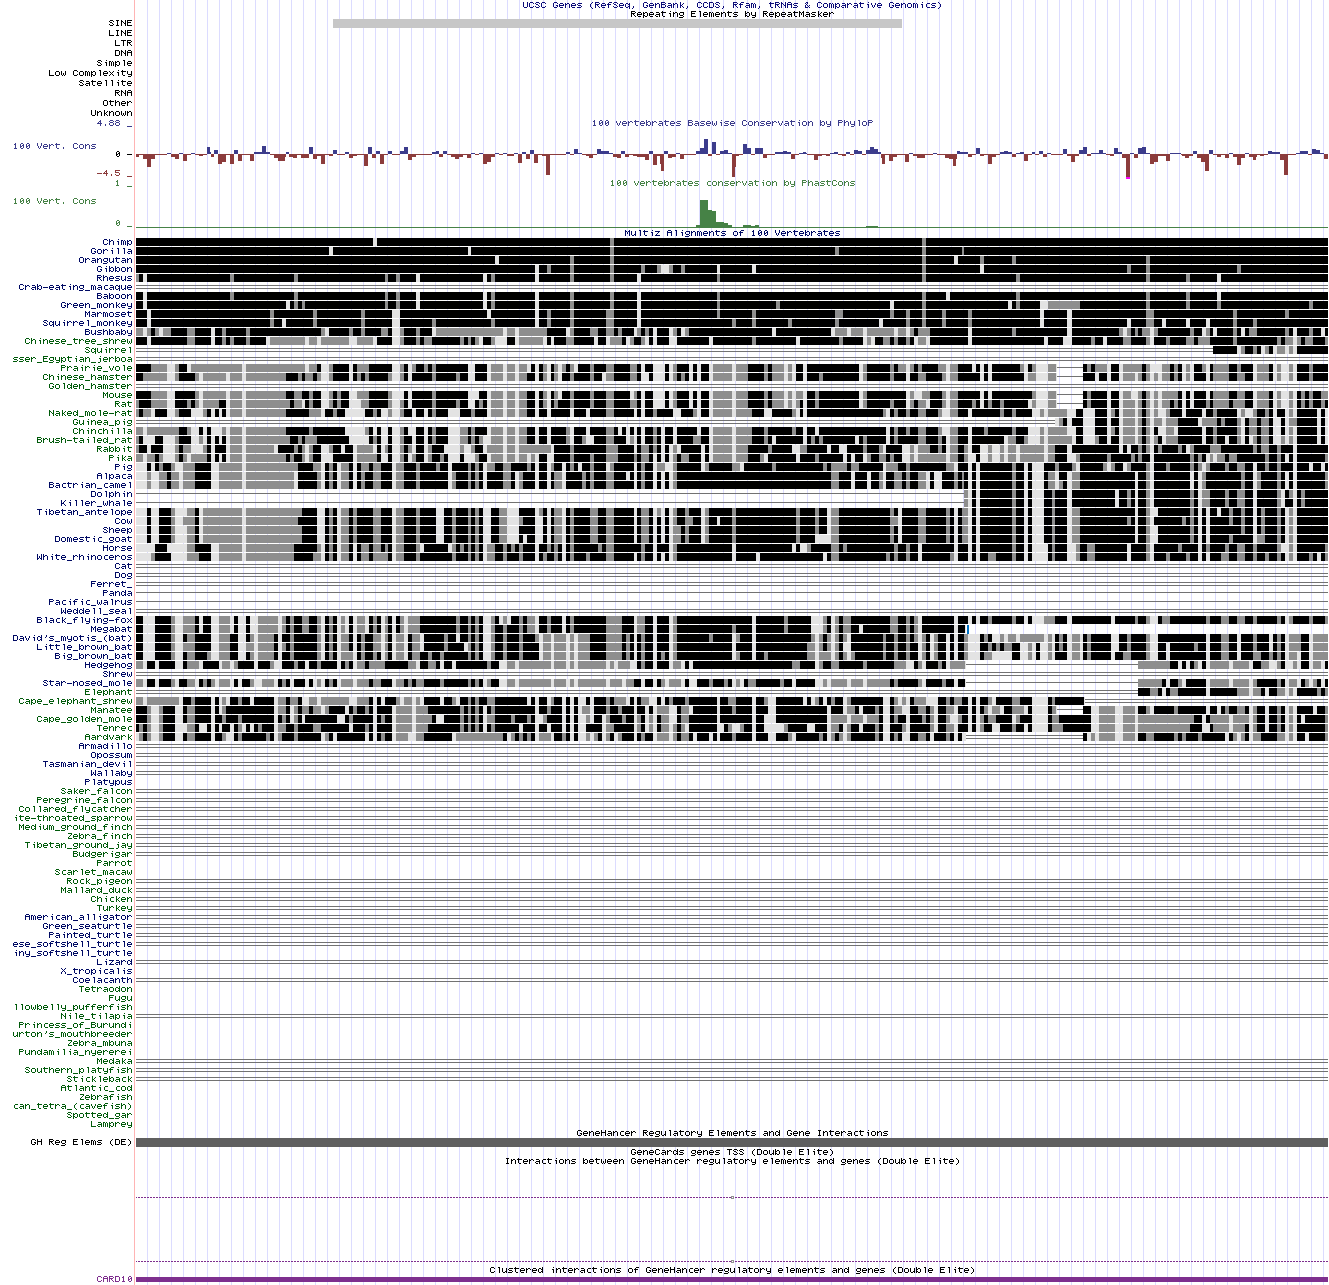 UCSC Genes (RefSeq, GenBank, CCDS, Rfam, tRNAs & Comparative Genomics)
Repeating Elements by RepeatMasker
SINE
LINE
LTR
DNA
Simple
Low Complexity
Satellite
RNA
Other
Unknown
4.88 _
100 vertebrates Basewise Conservation by PhyloP
100 Vert. Cons
0 _
-4.5 _
1 _
100 vertebrates conservation by PhastCons
100 Vert. Cons
0 _
Multiz Alignments of 100 Vertebrates
Chimp
Gorilla
Orangutan
Gibbon
Rhesus
Crab-eating_macaque
Baboon
Green_monkey
Marmoset
Squirrel_monkey
Bushbaby
Chinese_tree_shrew
Squirrel
sser_Egyptian_jerboa
Prairie_vole
Chinese_hamster
Golden_hamster
Mouse
Rat
Naked_mole-rat
Guinea_pig
Chinchilla
Brush-tailed_rat
Rabbit
Pika
Pig
Alpaca
Bactrian_camel
Dolphin
Killer_whale
Tibetan_antelope
Cow
Sheep
Domestic_goat
Horse
White_rhinoceros
Cat
Dog
Ferret_
Panda
Pacific_walrus
Weddell_seal
Black_flying-fox
Megabat
David's_myotis_(bat)
Little_brown_bat
Big_brown_bat
Hedgehog
Shrew
Star-nosed_mole
Elephant
Cape_elephant_shrew
Manatee
Cape_golden_mole
Tenrec
Aardvark
Armadillo
Opossum
Tasmanian_devil
Wallaby
Platypus
Saker_falcon
Peregrine_falcon
Collared_flycatcher
ite-throated_sparrow
Medium_ground_finch
Zebra_finch
Tibetan_ground_jay
Budgerigar
Parrot
Scarlet_macaw
Rock_pigeon
Mallard_duck
Chicken
Turkey
American_alligator
Green_seaturtle
Painted_turtle
ese_softshell_turtle
iny_softshell_turtle
Lizard
X_tropicalis
Coelacanth
Tetraodon
Fugu
llowbelly_pufferfish
Nile_tilapia
Princess_of_Burundi
urton's_mouthbreeder
Zebra_mbuna
Pundamilia_nyererei
Medaka
Southern_platyfish
Stickleback
Atlantic_cod
Zebrafish
can_tetra_(cavefish)
Spotted_gar
Lamprey
GeneHancer Regulatory Elements and Gene Interactions
GH Reg Elems (DE)
GeneCards genes TSS (Double Elite)
Interactions between GeneHancer regulatory elements and genes (Double Elite)
Clustered interactions of GeneHancer regulatory elements and genes (Double Elite)
CARD10